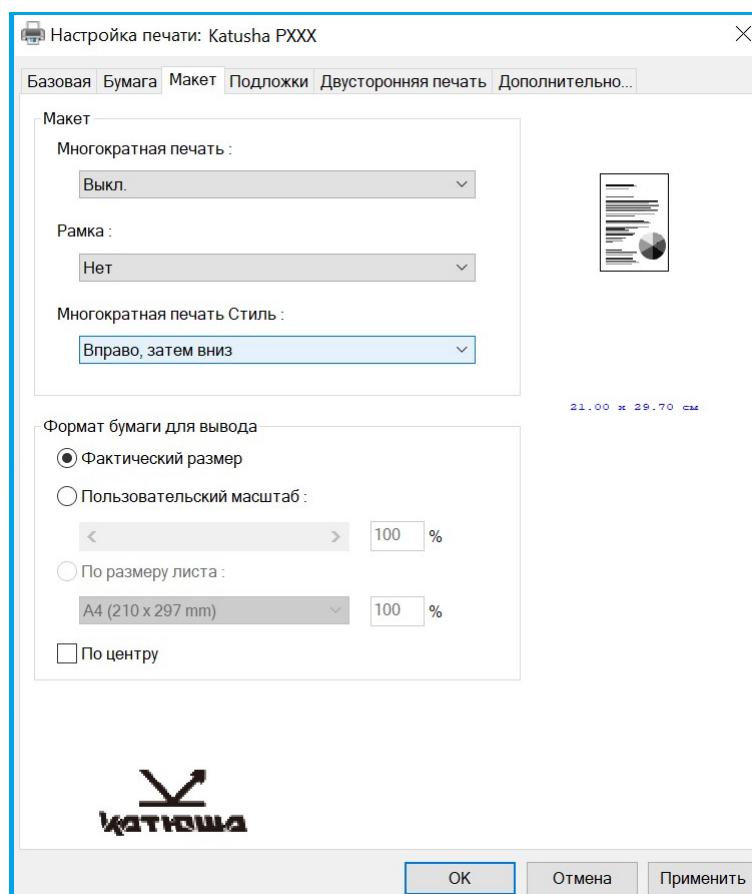 Настройка печати: Katusha PXXX
Базовая Бумага Макет Подложки Двусторонняя печать Дополнительно...
Макет
Многократная печать :
Выкл.
Рамка :
Нет
Многократная печать Стиль :
Вправо, затем вниз
21.00 x 29.70 см
Формат бумаги для вывода
Фактический размер
Пользовательский масштаб :
100 %
По размеру листа :
A4 (210 x 297 mm) 100 %
По центру
катюша
OK Отмена Применить